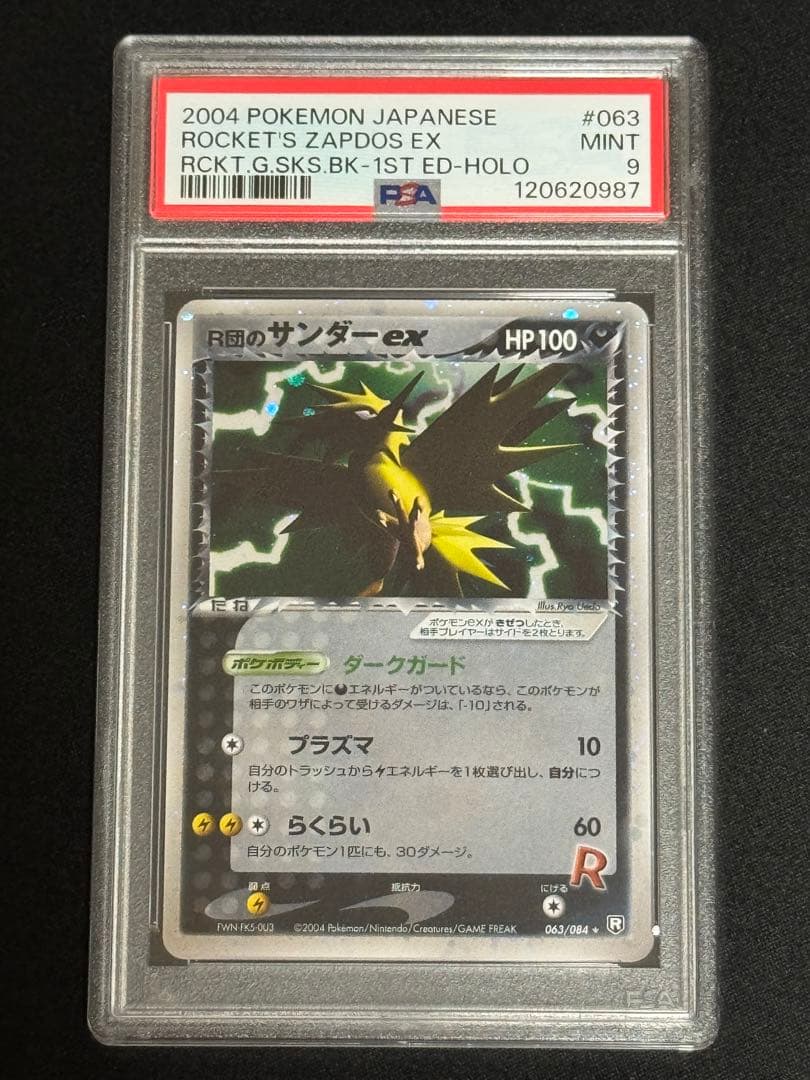 2004 POKEMON JAPANESE #063
ROCKET'S ZAPDOS EX MINT
RCKT.G.SKS.BK-1ST ED-HOLO 9
PSA 120620987
R団のサンダーex HP100
たね Illus.Ryo Ueda
ポケモンexがきぜつしたとき、
相手プレイヤーはサイドを2枚とります。
ポケボディー ダークガード
このポケモンにエネルギーがついているなら、このポケモンが
相手のワザによって受けるダメージは、「-10」される。
プラズマ 10
自分のトラッシュからエネルギーを1枚選び出し、自分につ
ける。
らくらい 60
自分のポケモン1匹にも、30ダメージ。
R
弱点 抵抗力 にげる
FWN-FK5-0U3 ©2004 Pokémon/Nintendo/Creatures/GAME FREAK 063/084 R
PSA